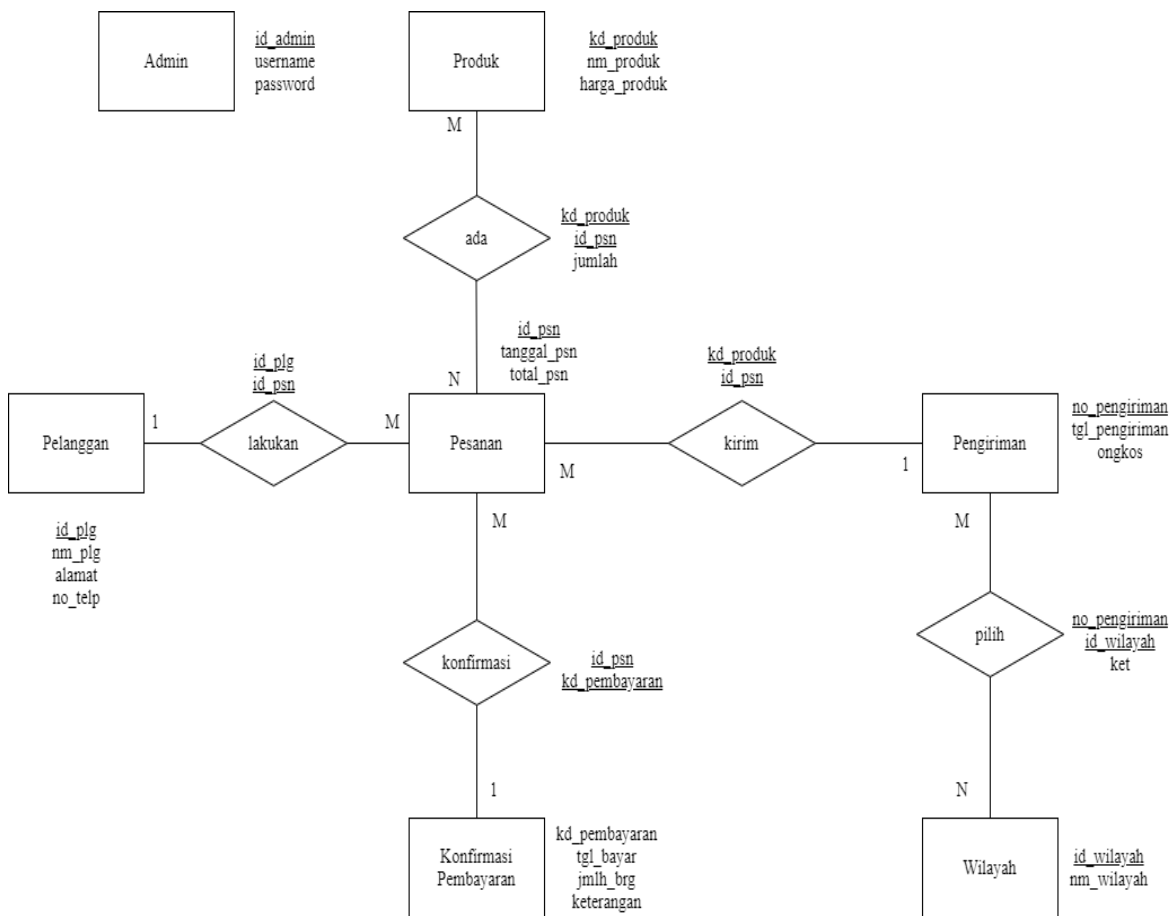 Admin
id_admin
username
password
Produk
kd_produk
nm_produk
harga_produk
M
ada
kd_produk
id_psn
jumlah
N
id_psn
tanggal_psn
total_psn
Pelanggan
id_plg
nm_plg
alamat
no_telp
1
lakukan
id_plg
id_psn
M
Pesanan
M
kirim
kd_produk
id_psn
1
Pengiriman
no_pengiriman
tgl_pengiriman
ongkos
M
konfirmasi
id_psn
kd_pembayaran
1
Konfirmasi
Pembayaran
kd_pembayaran
tgl_bayar
jmlh_brg
keterangan
M
pilih
no_pengiriman
id_wilayah
ket
N
Wilayah
id_wilayah
nm_wilayah